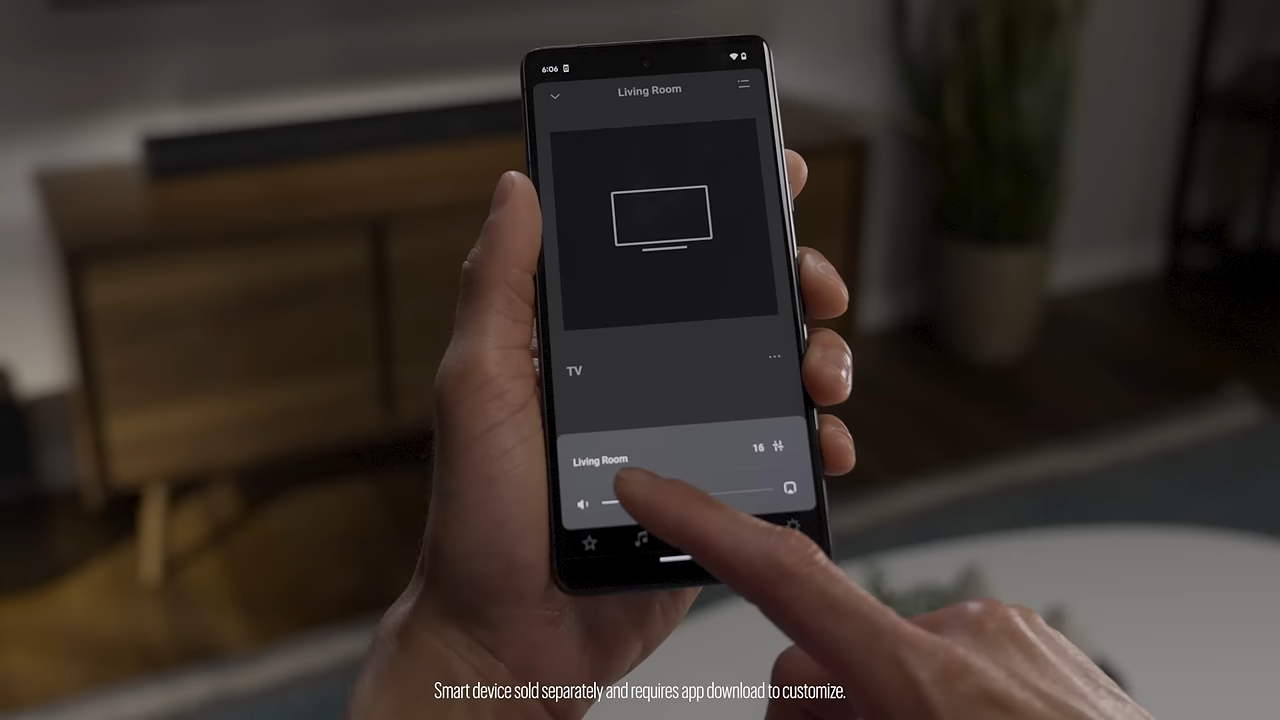 6:06
Living Room
TV
Living Room
16
Smart device sold separately and requires app download to customize.